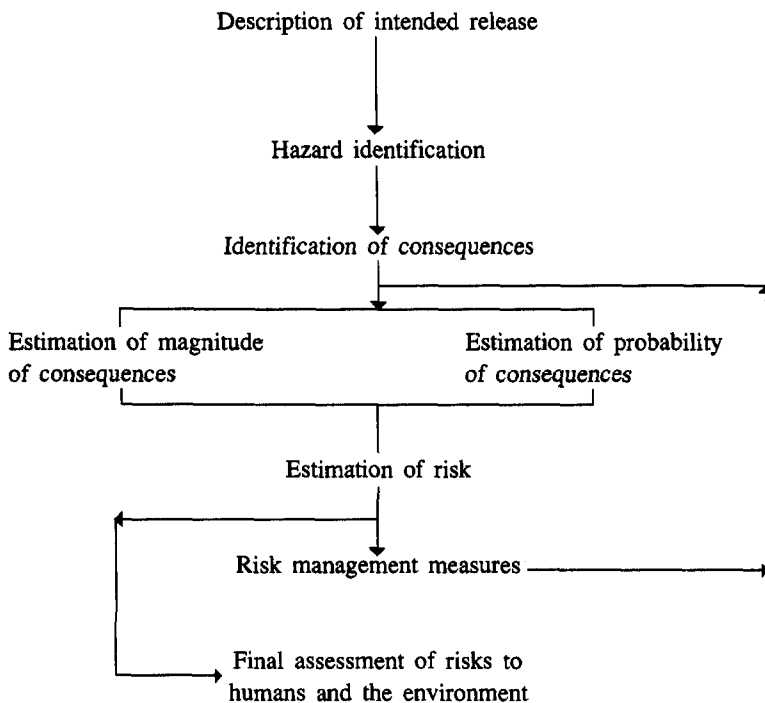 Description of intended release
Hazard identification
Identification of consequences
Estimation of magnitude
of consequences
Estimation of probability
of consequences
Estimation of risk
Risk management measures
Final assessment of risks to
humans and the environment